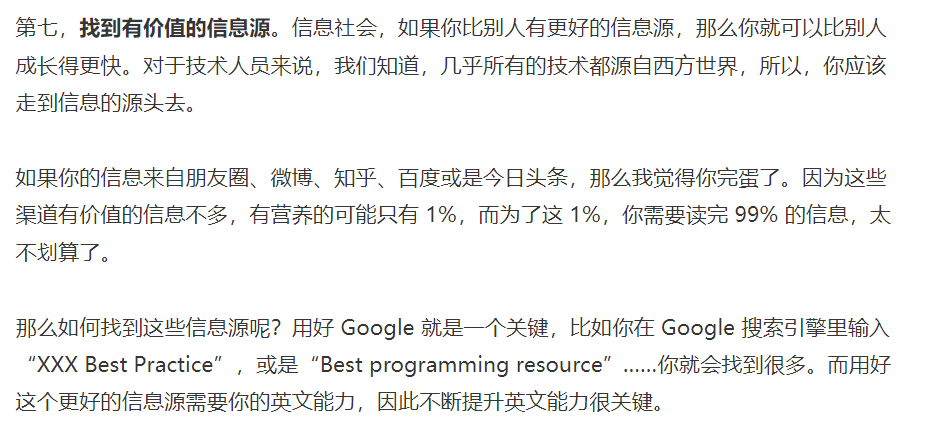 第七，找到有价值的信息源。信息社会，如果你比别人有更好的信息源，那么你就可以比别人
成长得更快。对于技术人员来说，我们知道，几乎所有的技术都源自西方世界，所以，你应该
走到信息的源头去。
如果你的信息来自朋友圈、微博、知乎、百度或是今日头条，那么我觉得你完蛋了。因为这些
渠道有价值的信息不多，有营养的可能只有 1%，而为了这 1%，你需要读完 99% 的信息，太
不划算了。
那么如何找到这些信息源呢？用好 Google 就是一个关键，比如你在 Google 搜索引擎里输入
“XXX Best Practice”，或是“Best programming resource”……你就会找到很多。而用好
这个更好的信息源需要你的英文能力，因此不断提升英文能力很关键。